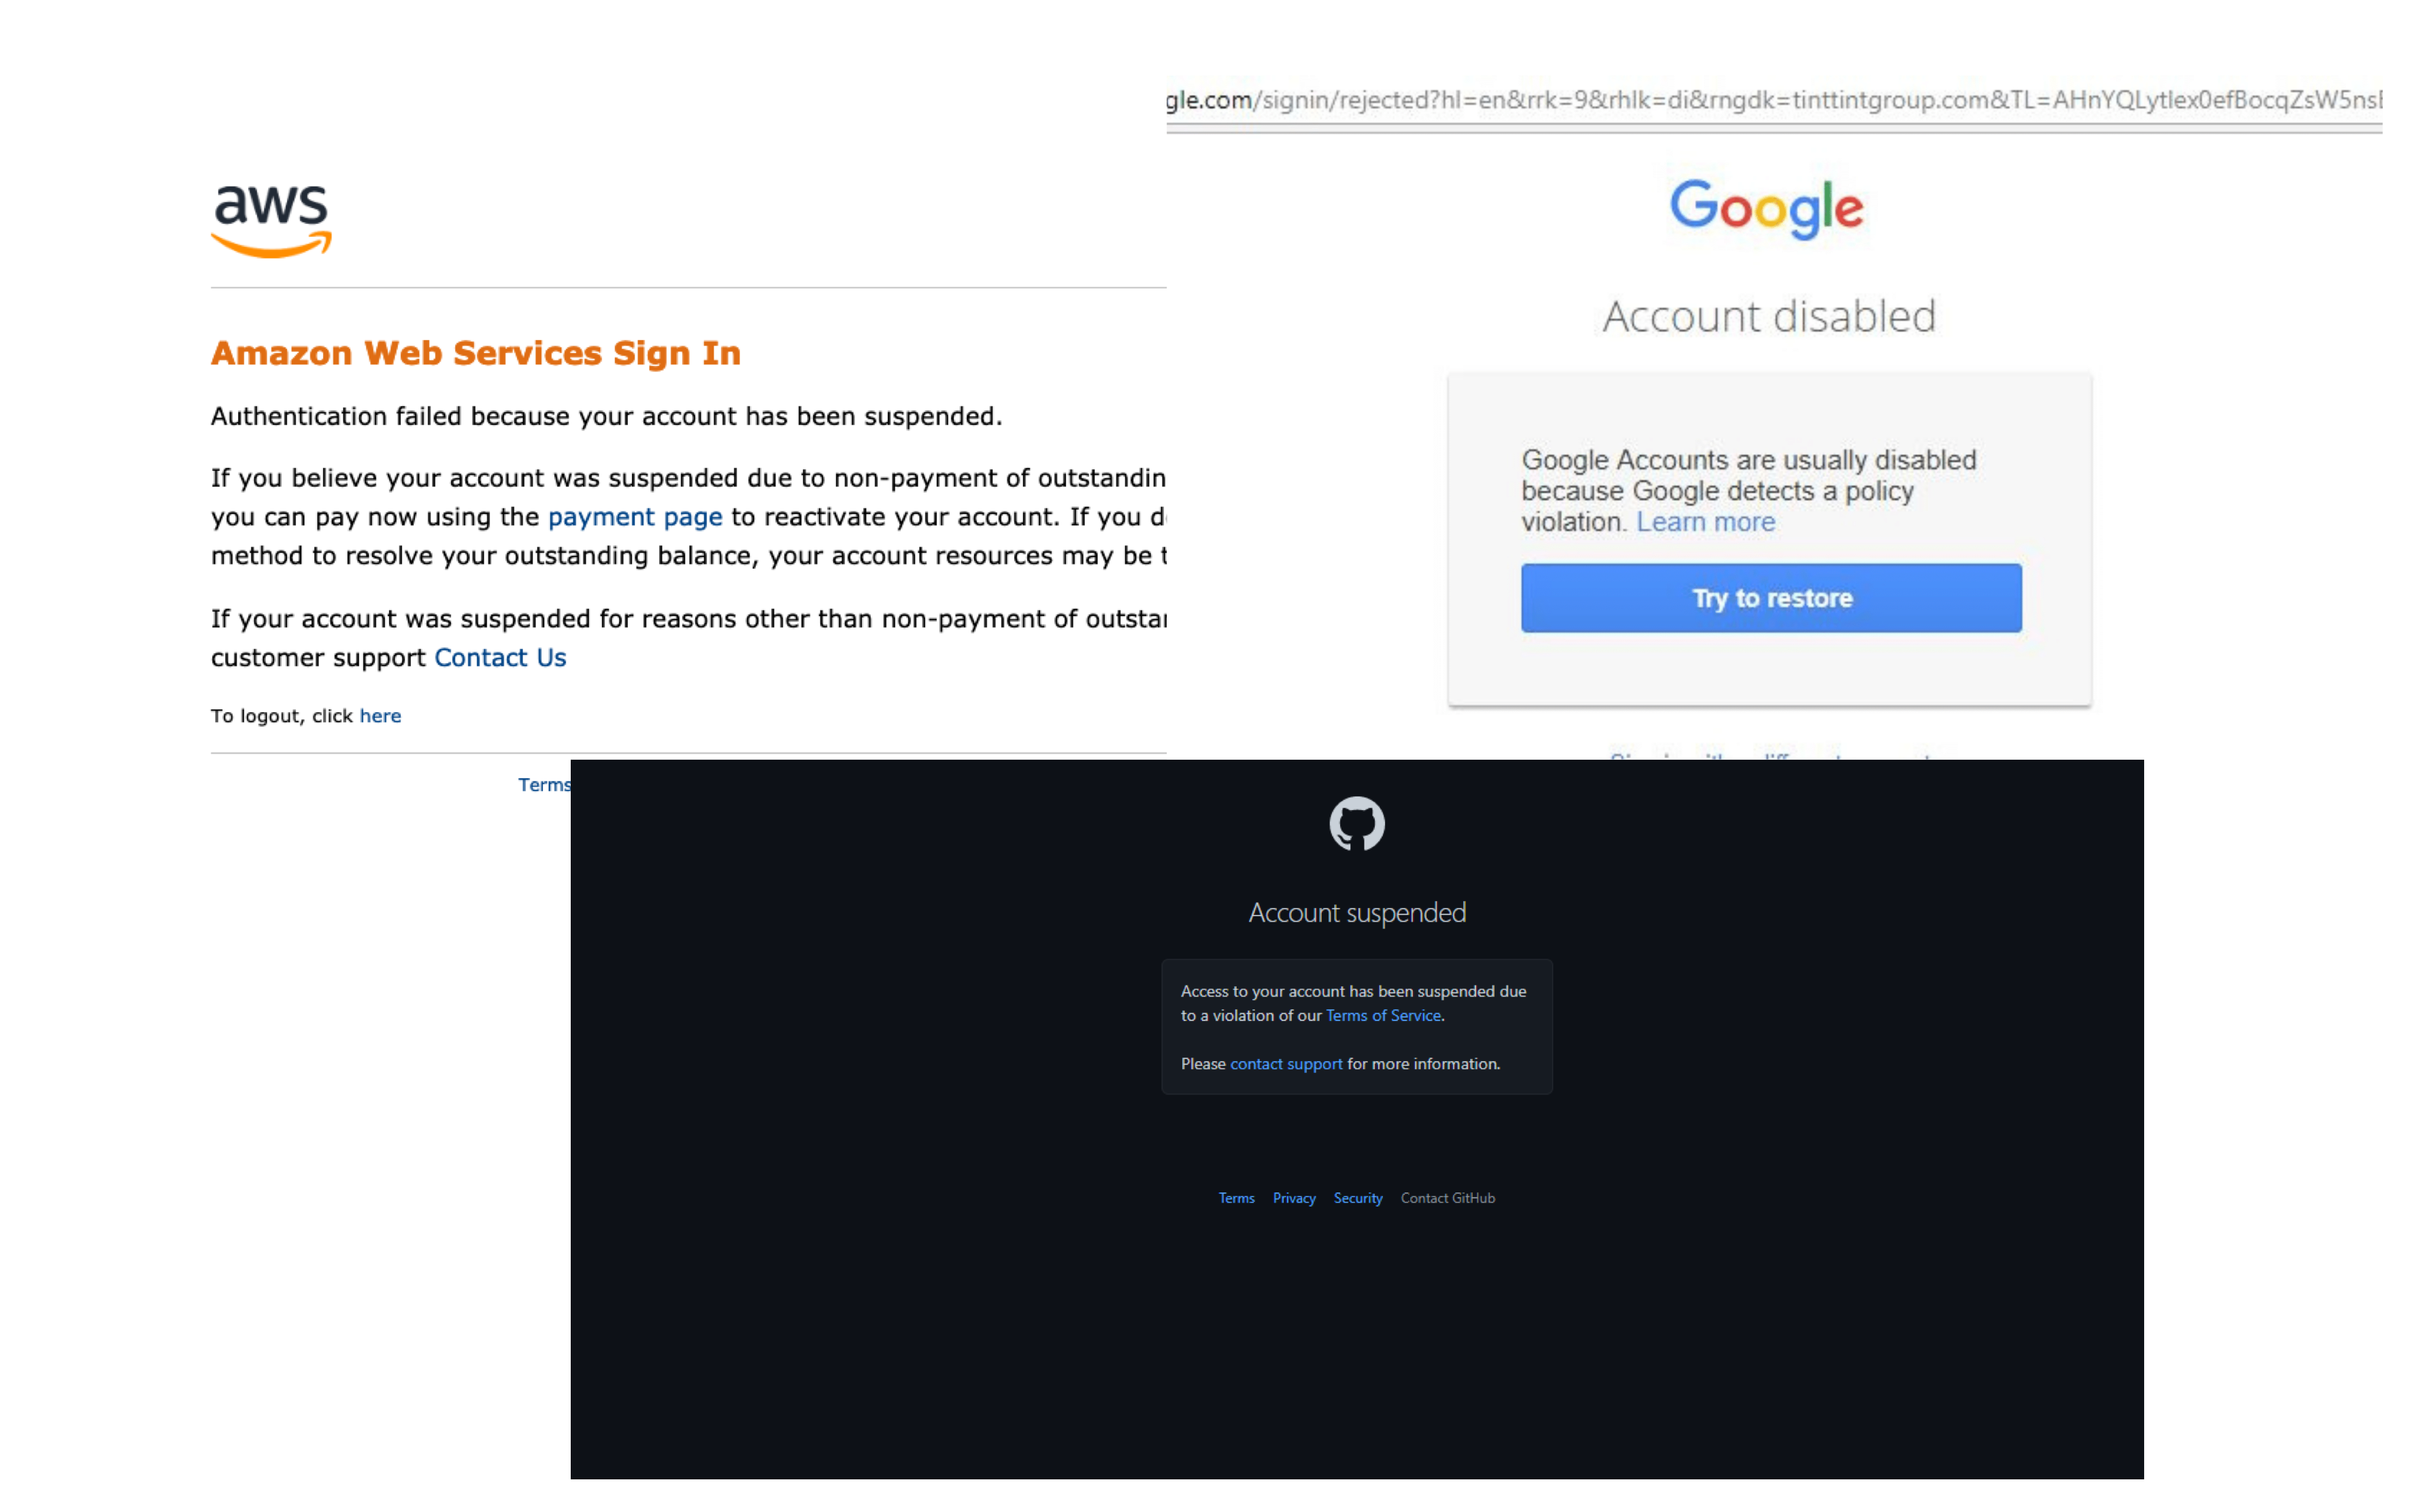 aws
Amazon Web Services Sign In
Authentication failed because your account has been suspended.
If you believe your account was suspended due to non-payment of outstandin
you can pay now using the payment page to reactivate your account. If you d
method to resolve your outstanding balance, your account resources may be t
If your account was suspended for reasons other than non-payment of outstar
customer support Contact Us
To logout, click here
Terms
gle.com/signin/rejected?hl=en&rrk=9&rhlk=di&rngdk=tinttintgroup.com&TL=AHnYQLytlex0efBocqZsW5nsl
Google
Account disabled
Google Accounts are usually disabled
because Google detects a policy
violation. Learn more
Try to restore
Account suspended
Access to your account has been suspended due
to a violation of our Terms of Service.
Please contact support for more information.
Terms Privacy Security Contact GitHub